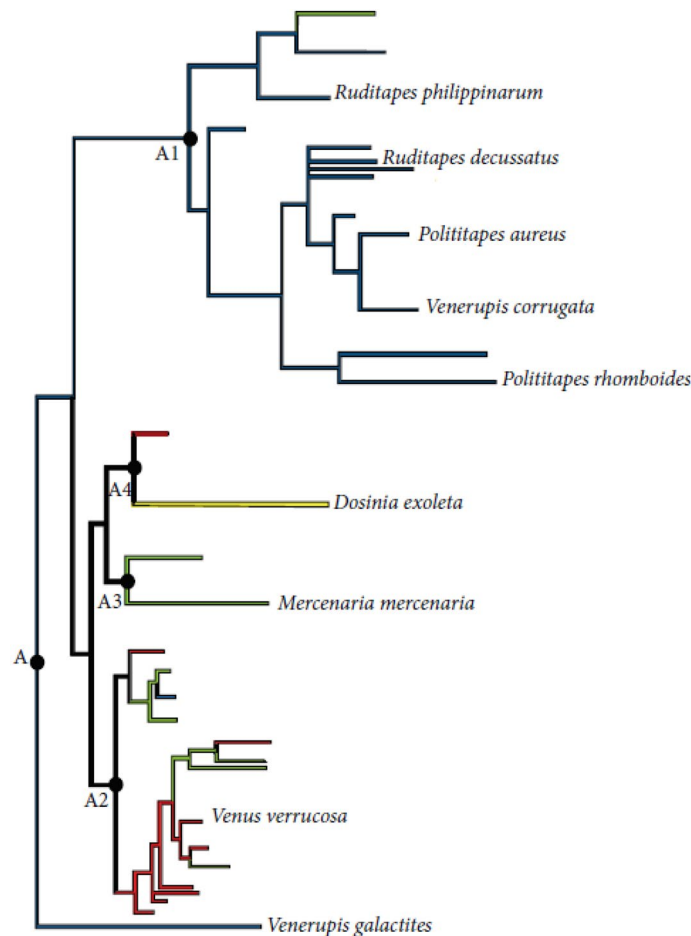 Ruditapes philippinarum
A1
Ruditapes decussatus
Polititapes aureus
Venerupis corrugata
Polititapes rhomboides
A4
Dosinia exoleta
A3
Mercenaria mercenaria
A
A2
Venus verrucosa
Venerupis galactites